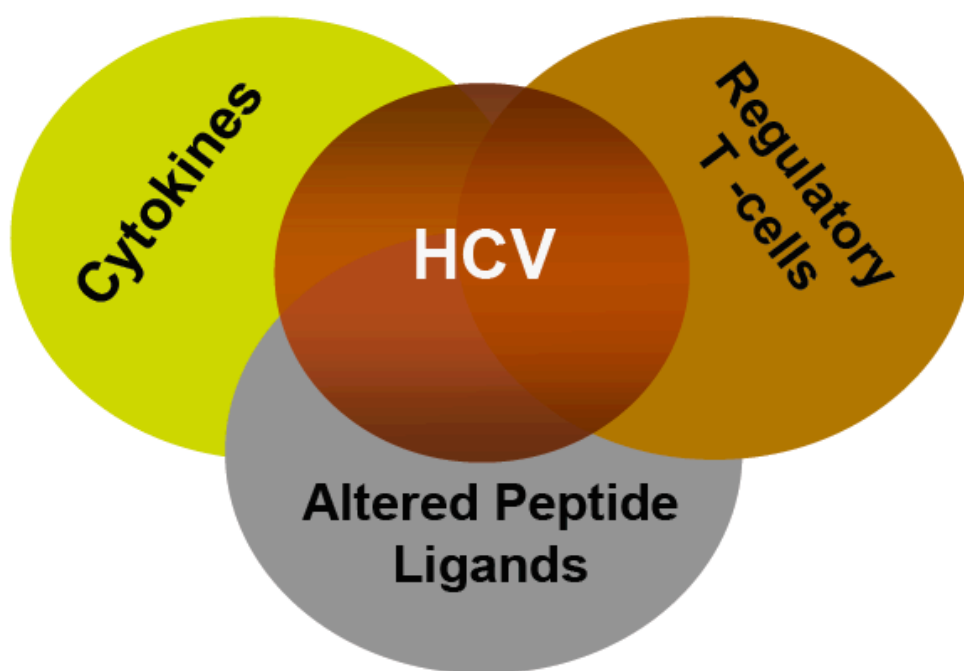 Cytokines
Regulatory
T -cells
HCV
Altered Peptide
Ligands